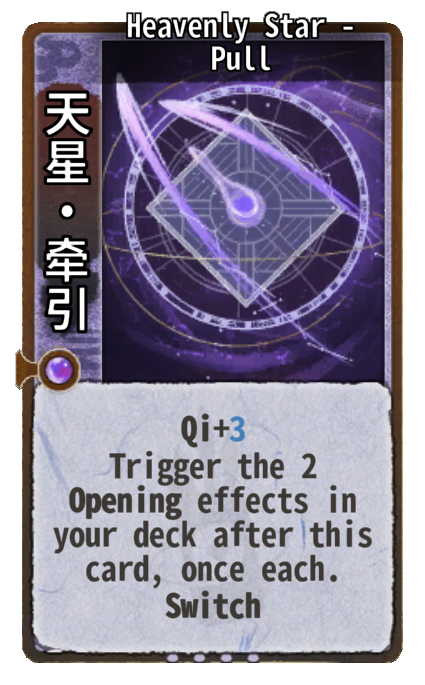 Heavenly Star -
Pull
天星・牵引
Qi+3
Trigger the 2
Opening effects in
your deck after this
card, once each.
Switch